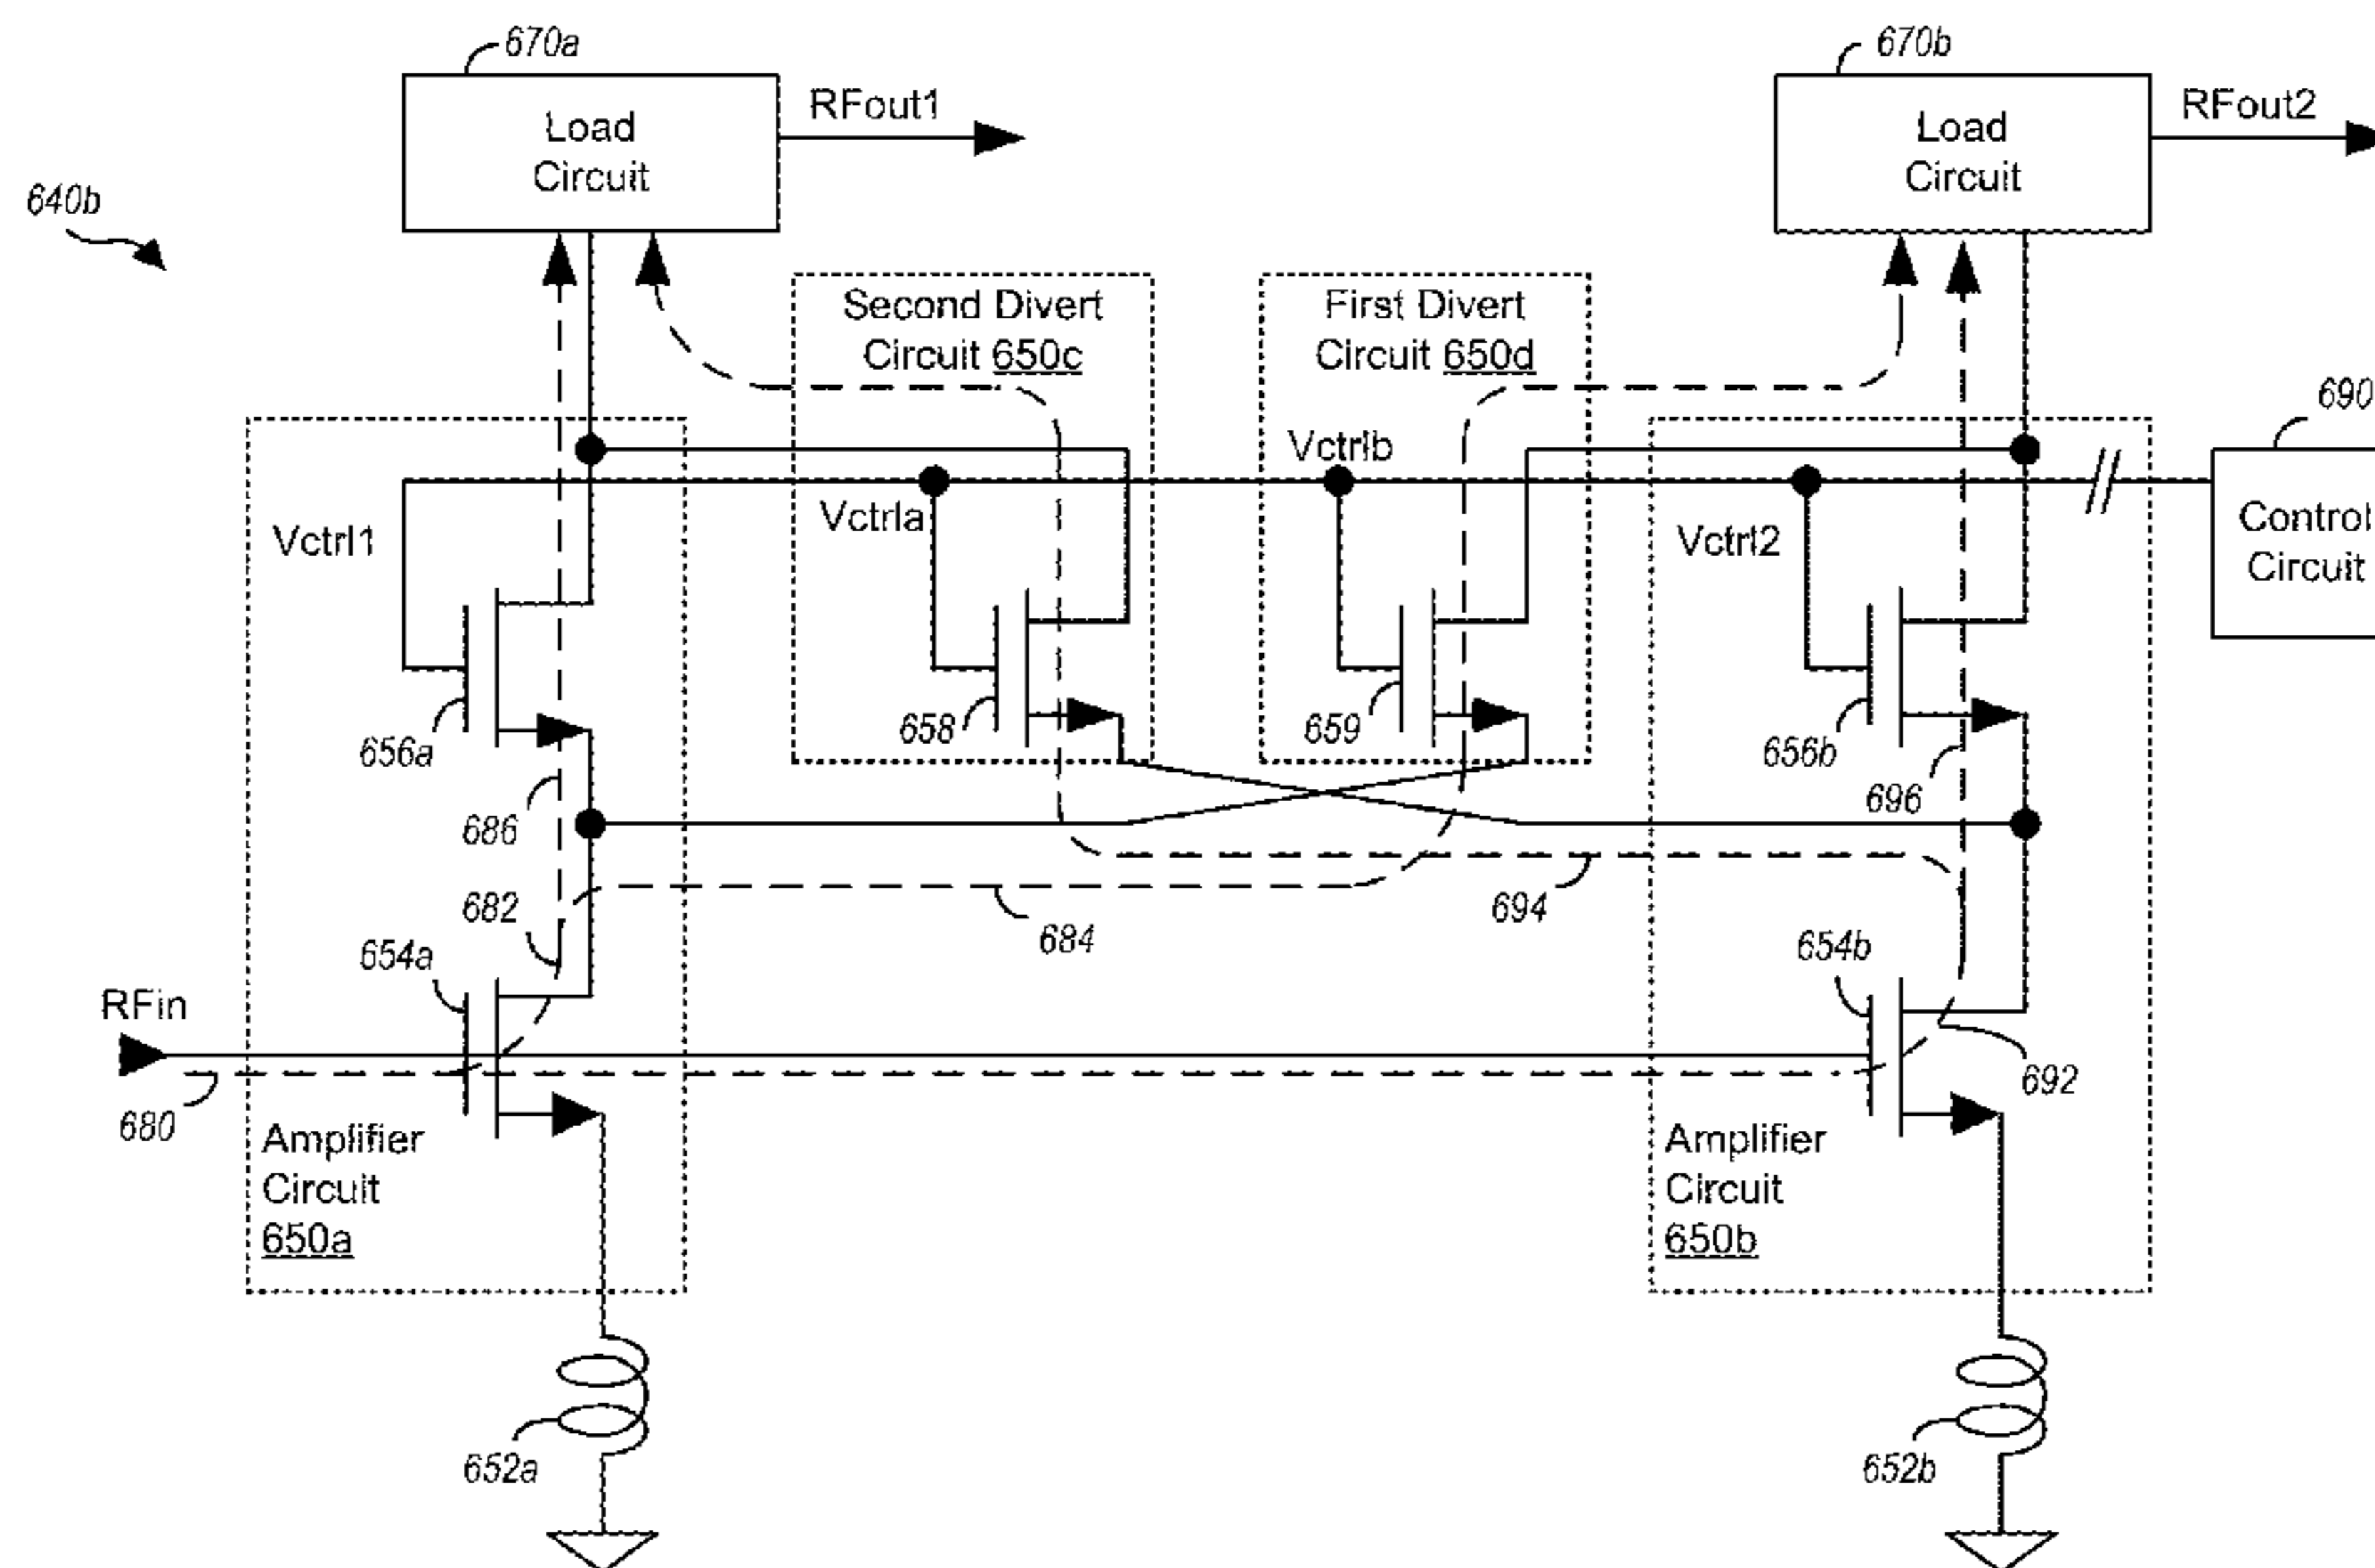 670a
670b
Load
Circuit
RFout1
Load
Circuit
RFout2
640b
Second Divert
Circuit 650c
First Divert
Circuit 650d
690
Vctrl1
Vctrla
Vctrlb
Vctrl2
Control
Circuit
656a
658
659
656b
686
696
682
684
694
654a
654b
RFin
680
692
Amplifier
Circuit
650a
Amplifier
Circuit
650b
652a
652b